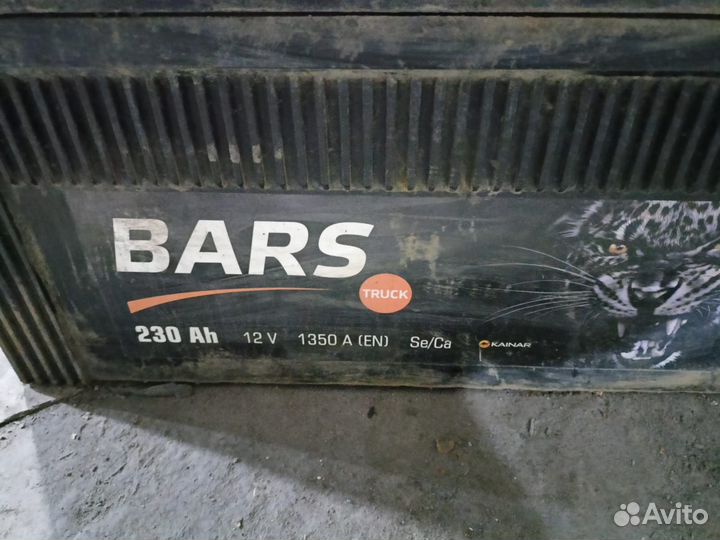 BARS
TRUCK
230 Ah 12 V 1350 A (EN) Se/Ca KAINAR
Avito